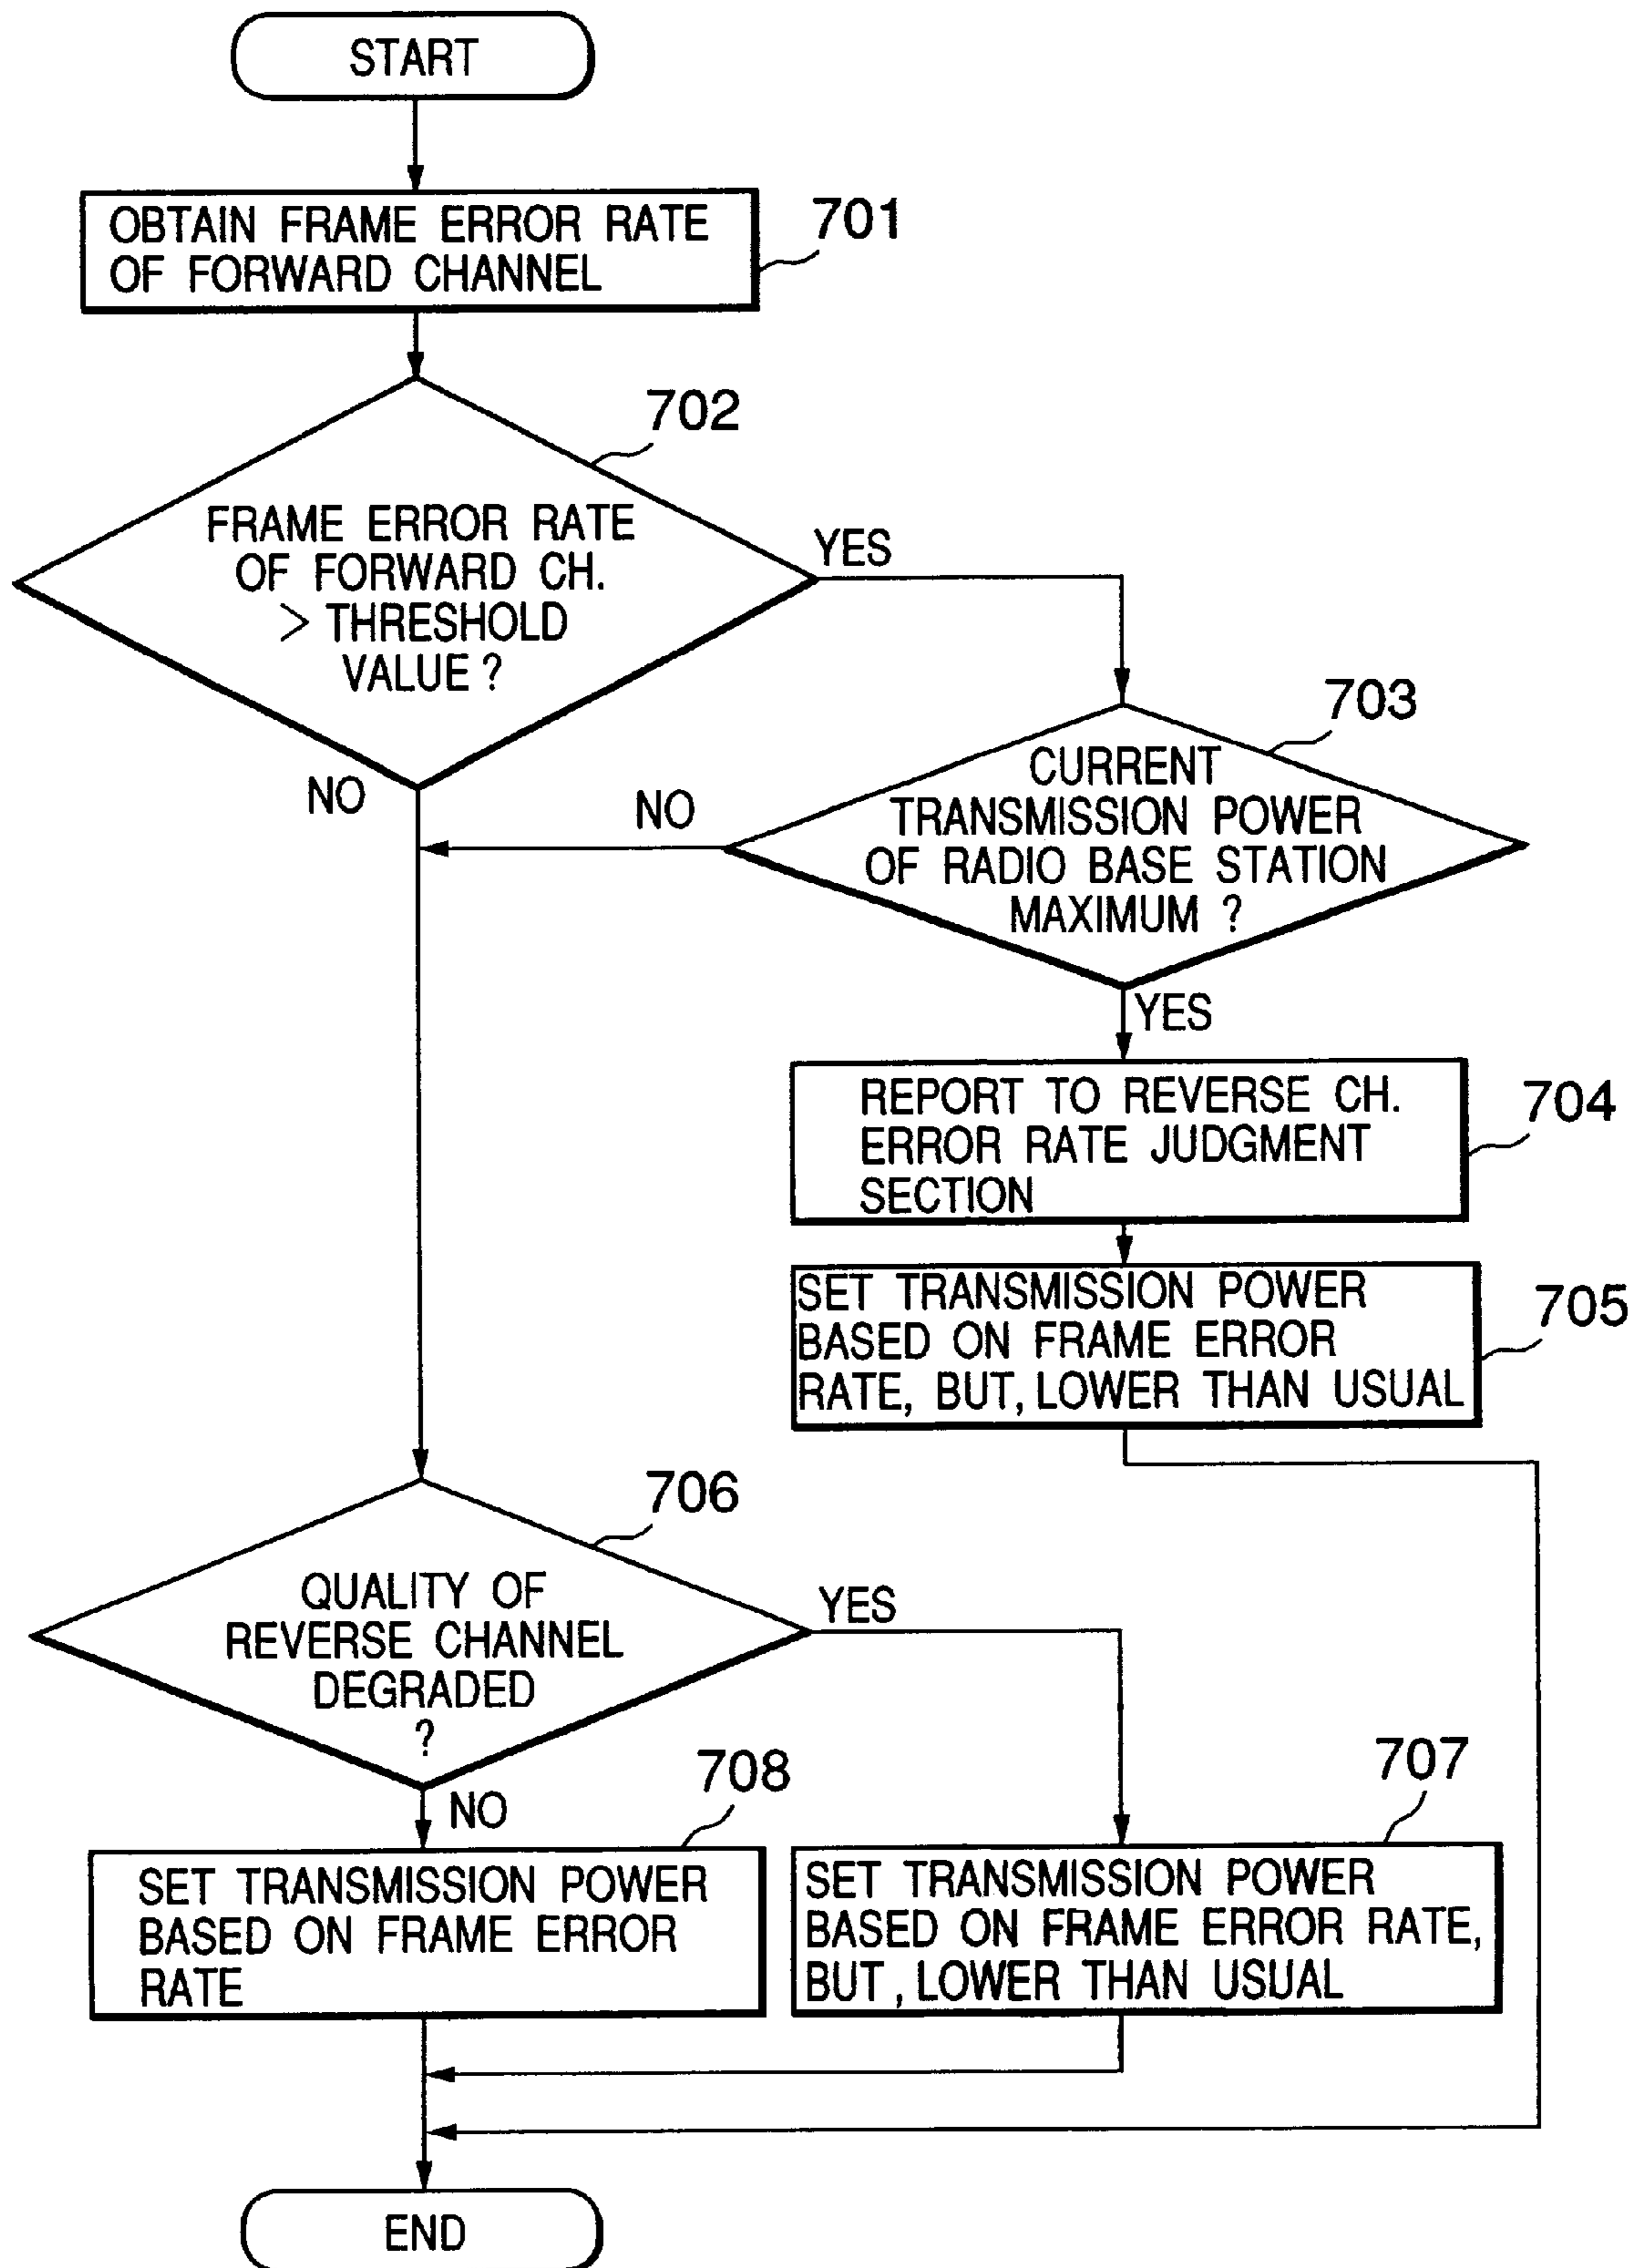 START
OBTAIN FRAME ERROR RATE
OF FORWARD CHANNEL
701
702
FRAME ERROR RATE
OF FORWARD CH.
> THRESHOLD
VALUE ?
YES
NO
703
CURRENT
TRANSMISSION POWER
OF RADIO BASE STATION
MAXIMUM ?
NO
YES
REPORT TO REVERSE CH.
ERROR RATE JUDGMENT
SECTION
704
SET TRANSMISSION POWER
BASED ON FRAME ERROR
RATE, BUT, LOWER THAN USUAL
705
706
QUALITY OF
REVERSE CHANNEL
DEGRADED
?
YES
NO
708
SET TRANSMISSION POWER
BASED ON FRAME ERROR
RATE
707
SET TRANSMISSION POWER
BASED ON FRAME ERROR RATE,
BUT, LOWER THAN USUAL
END